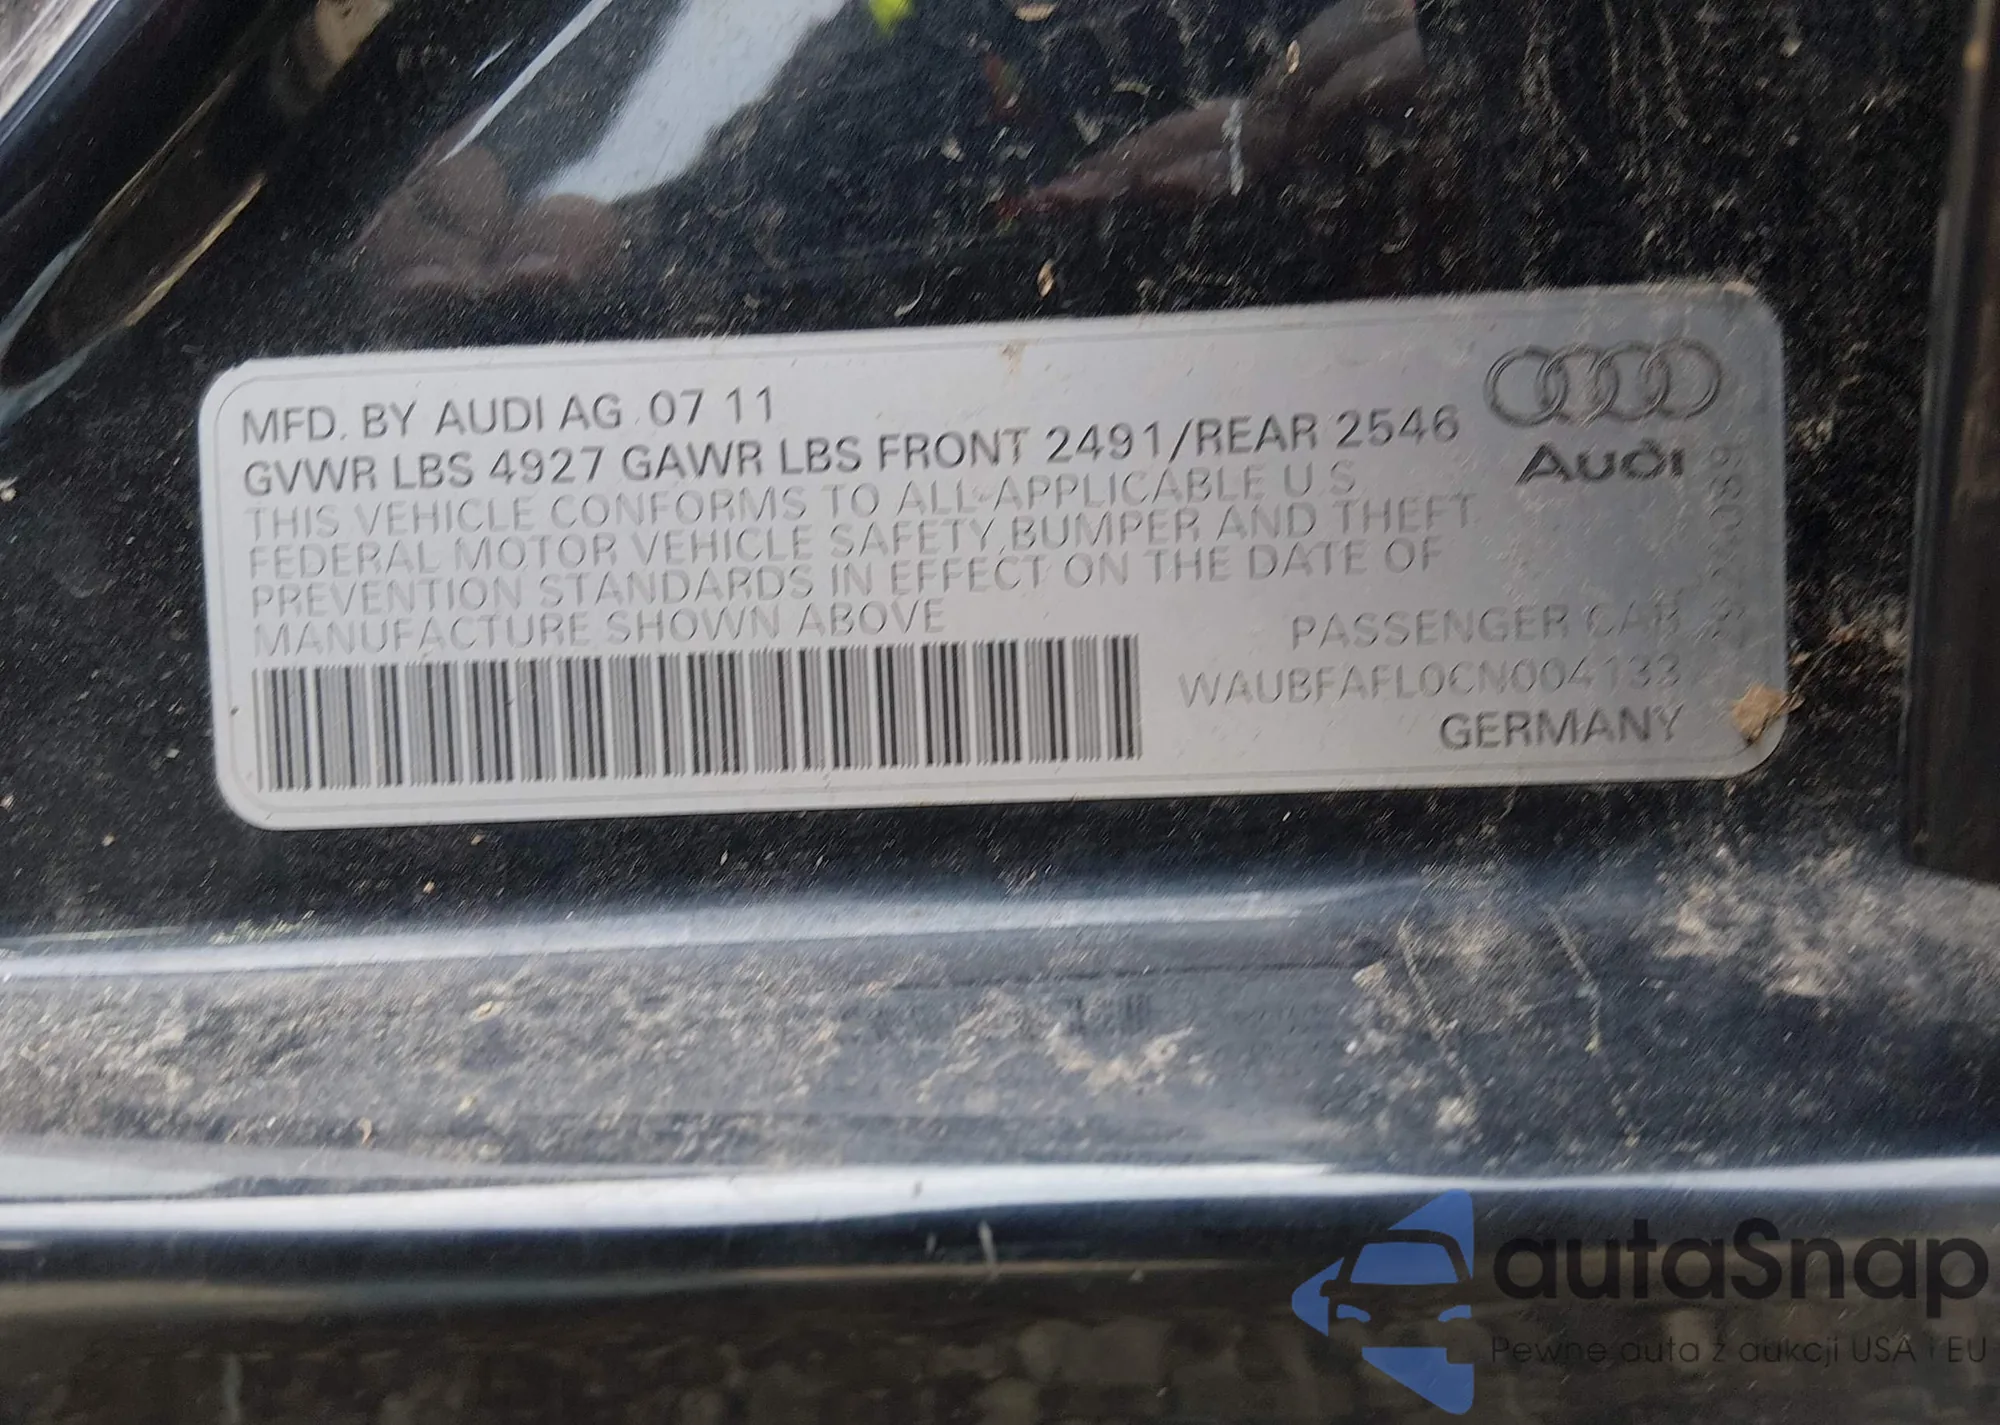 MFD. BY AUDI AG 07 11
GVWR LBS 4927 GAWR LBS FRONT 2491/REAR 2546
THIS VEHICLE CONFORMS TO ALL APPLICABLE U S
FEDERAL MOTOR VEHICLE SAFETY, BUMPER AND THEFT
PREVENTION STANDARDS IN EFFECT ON THE DATE OF
MANUFACTURE SHOWN ABOVE
Audi
PASSENGER CAR
WAUBFAFL0CN004133
GERMANY
autaSnap
Pewne auta z aukcji USA i EU